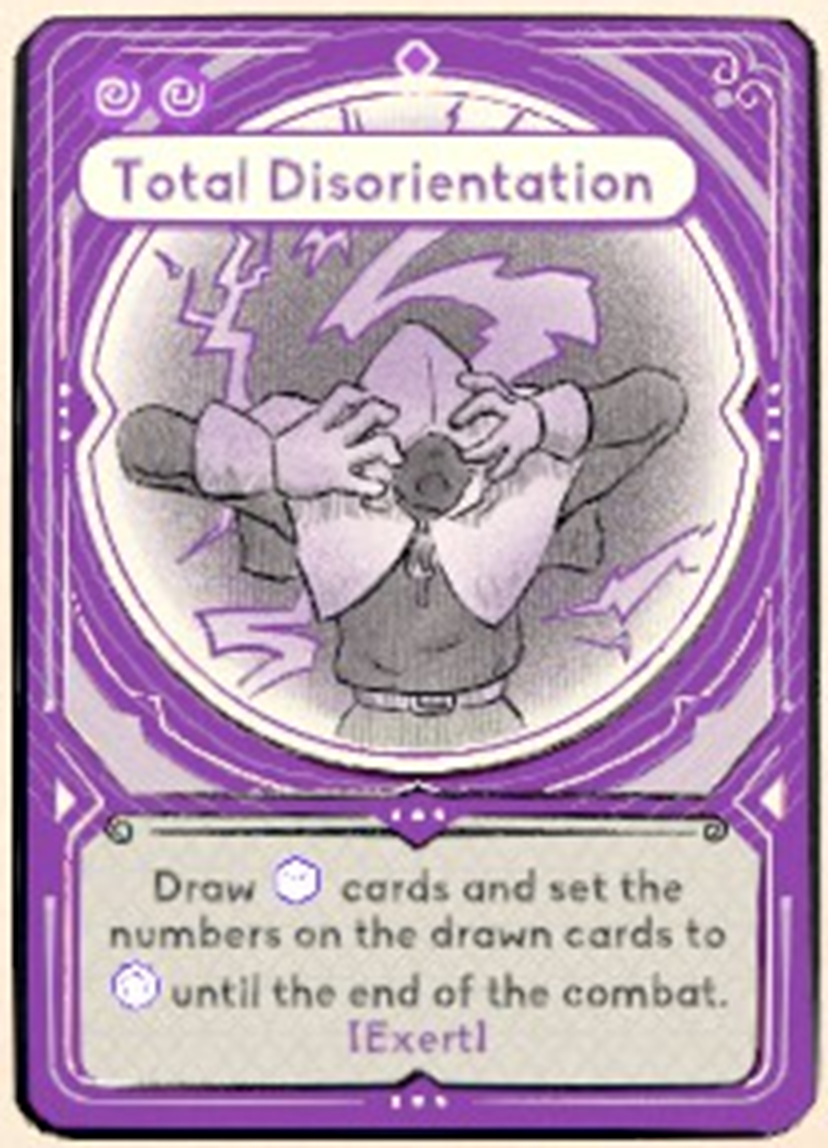 Total Disorientation
Draw cards and set the
numbers on the drawn cards to
until the end of the combat.
[Exert]